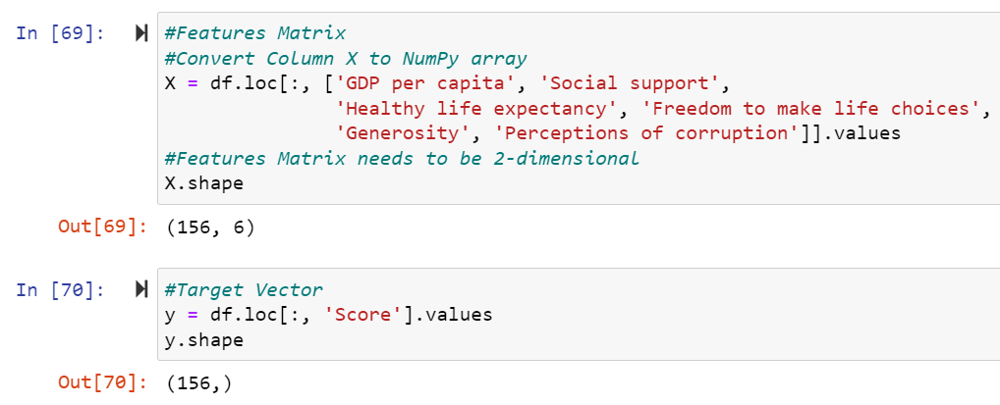 In [69]:
#Features Matrix
#Convert Column X to NumPy array
X = df.loc[:, ['GDP per capita', 'Social support',
               'Healthy life expectancy', 'Freedom to make life choices',
               'Generosity', 'Perceptions of corruption']].values
#Features Matrix needs to be 2-dimensional
X.shape
Out[69]: (156, 6)
In [70]:
#Target Vector
y = df.loc[:, 'Score'].values
y.shape
Out[70]: (156,)